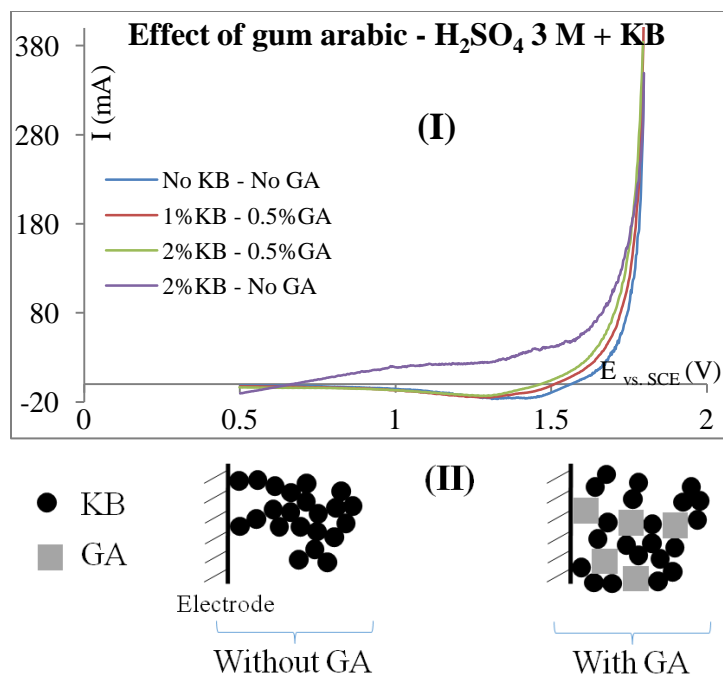 Effect of gum arabic - H₂SO₄ 3 M + KB
I (mA)
380
280
180
80
-20
(I)
No KB - No GA
1%KB - 0.5%GA
2%KB - 0.5%GA
2%KB - No GA
E vs. SCE (V)
0
0.5
1
1.5
2
(II)
KB
GA
Electrode
Without GA
With GA